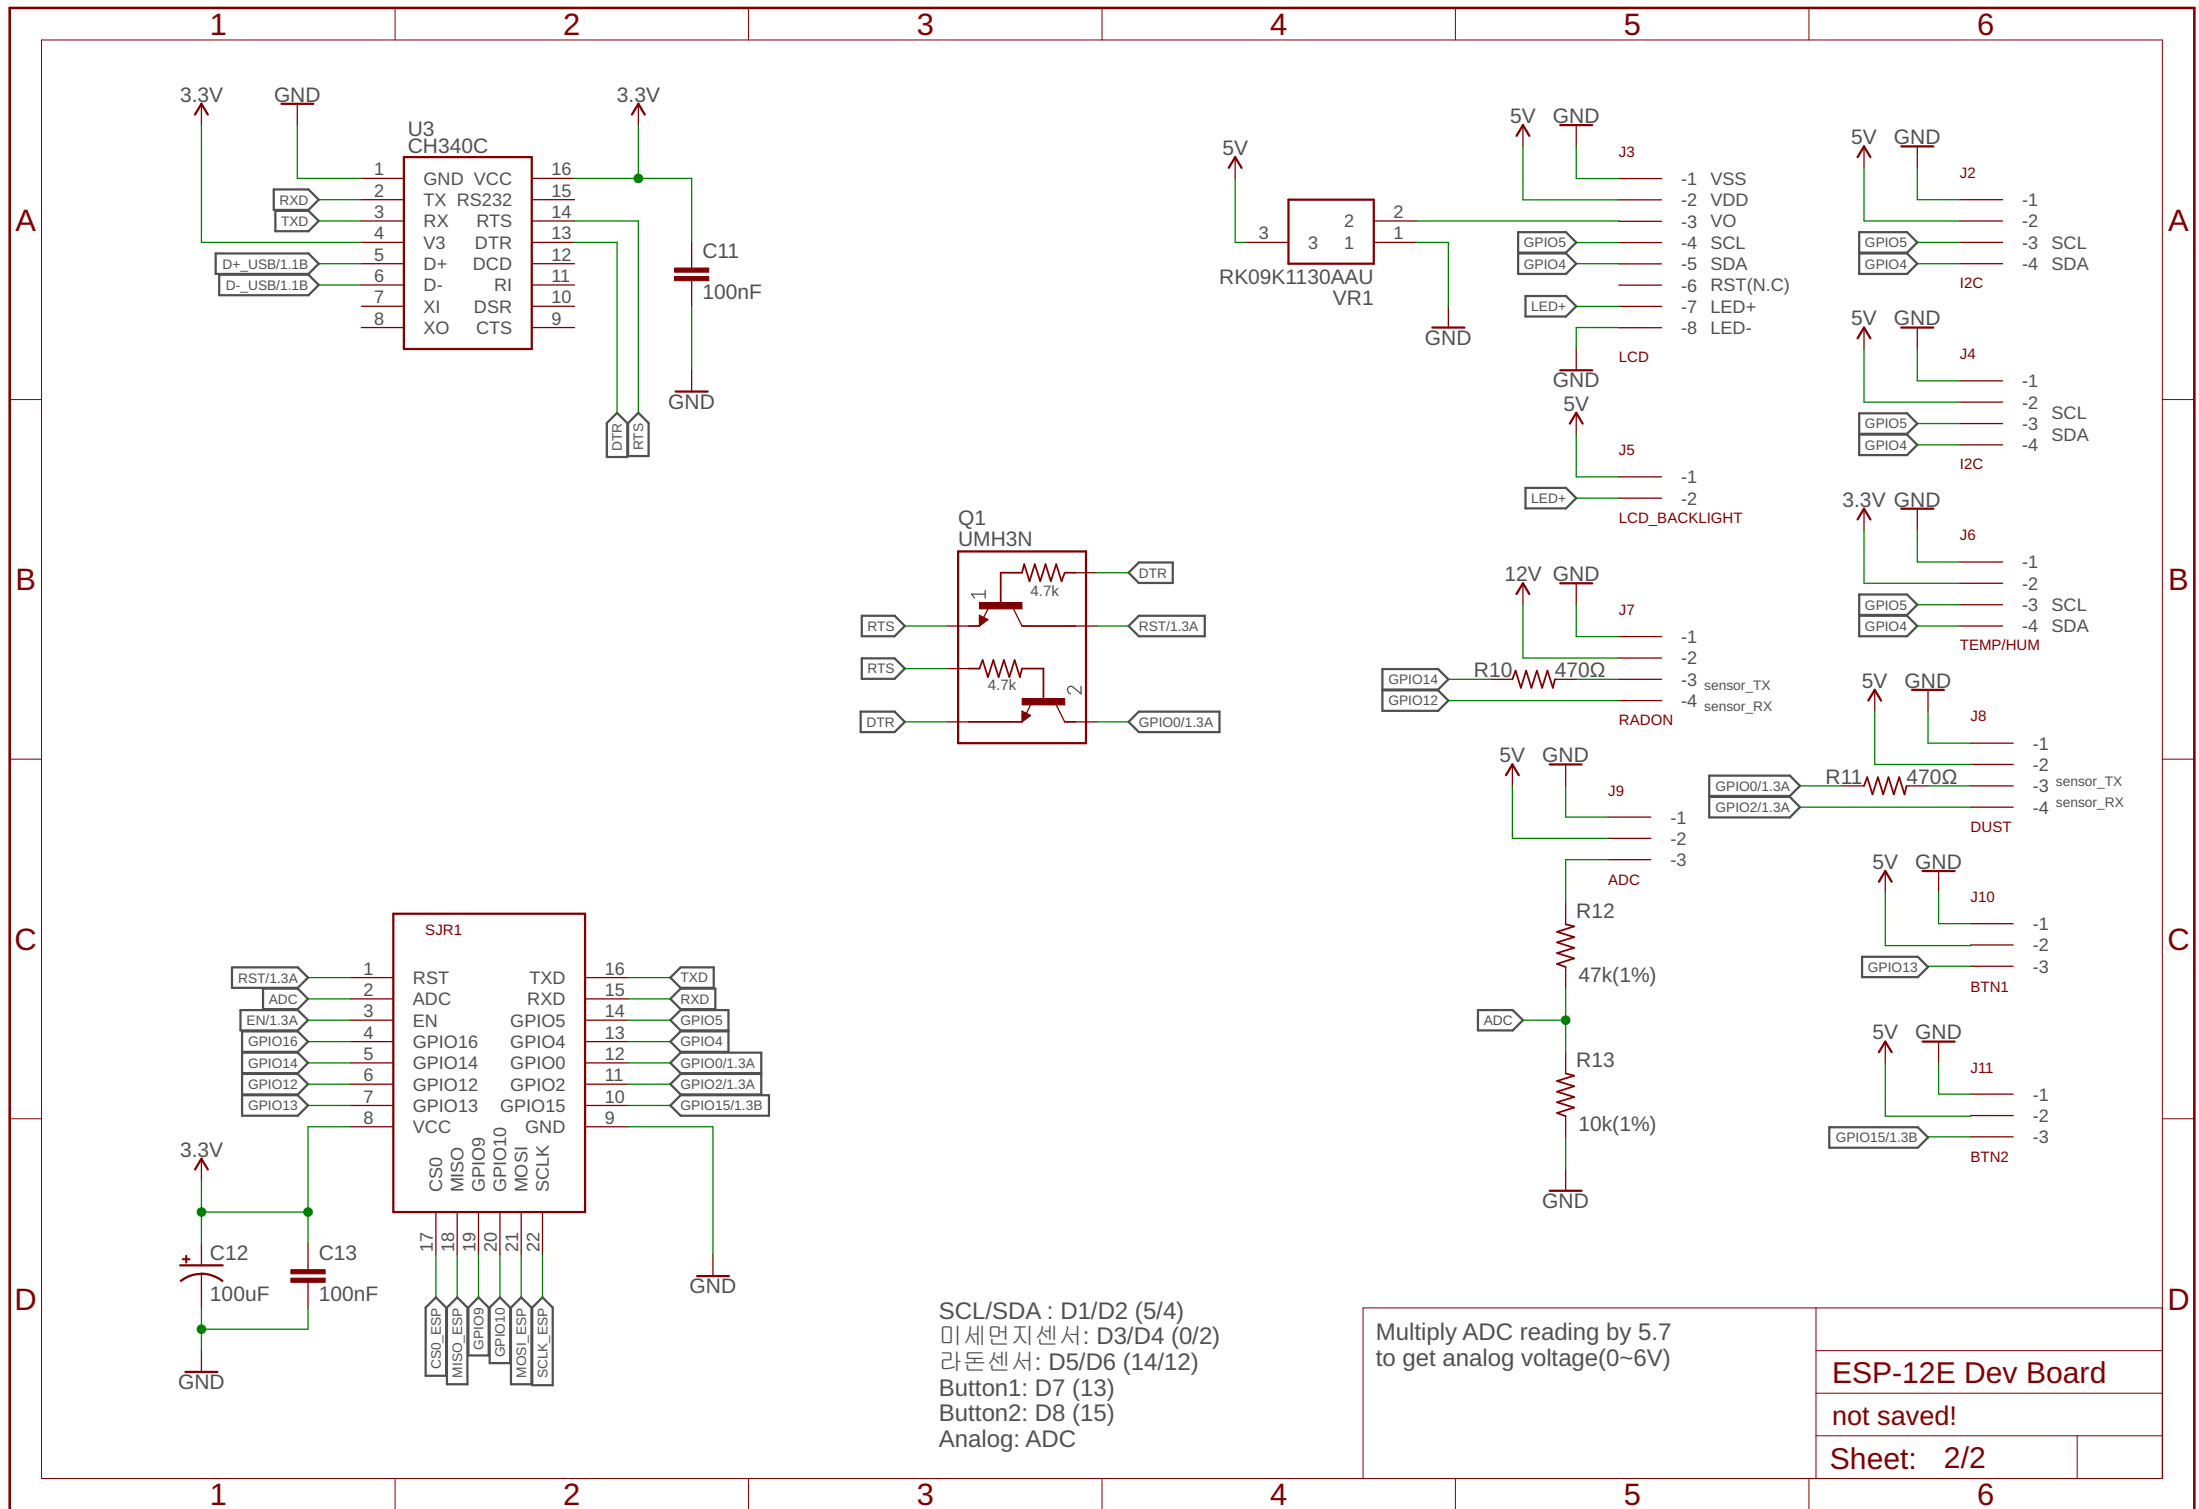 1 2 3 4 5 6
A
B
C
D
3.3V
GND
3.3V
U3
CH340C
1 GND VCC 16
RXD 2 TX RS232 15
TXD 3 RX RTS 14
4 V3 DTR 13
D+_USB/1.1B 5 D+ DCD 12
D-_USB/1.1B 6 D- RI 11
7 XI DSR 10
8 XO CTS 9
C11
100nF
GND
DTR
RTS
5V
3 3 2 2
1 1
RK09K1130AAU
VR1
GND
5V GND
J3
-1 VSS
-2 VDD
-3 VO
GPIO5 -4 SCL
GPIO4 -5 SDA
-6 RST(N.C)
LED+ -7 LED+
-8 LED-
LCD
GND
5V
J5
-1
LED+ -2
LCD_BACKLIGHT
5V GND
J2
-1
-2
GPIO5 -3 SCL
GPIO4 -4 SDA
I2C
5V GND
J4
-1
-2
GPIO5 -3 SCL
GPIO4 -4 SDA
I2C
3.3V GND
J6
-1
-2
GPIO5 -3 SCL
GPIO4 -4 SDA
TEMP/HUM
Q1
UMH3N
DTR
4.7k
1
RTS RST/1.3A
RTS
4.7k
2
DTR GPIO0/1.3A
12V GND
J7
-1
-2
GPIO14 R10 470Ω -3 sensor_TX
GPIO12 -4 sensor_RX
RADON
5V GND
J8
-1
-2
GPIO0/1.3A R11 470Ω -3 sensor_TX
GPIO2/1.3A -4 sensor_RX
DUST
5V GND
J9
-1
-2
-3
ADC
R12
47k(1%)
ADC
R13
10k(1%)
GND
5V GND
J10
-1
-2
GPIO13 -3
BTN1
5V GND
J11
-1
-2
GPIO15/1.3B -3
BTN2
SJR1
RST/1.3A 1 RST TXD 16 TXD
ADC 2 ADC RXD 15 RXD
EN/1.3A 3 EN GPIO5 14 GPIO5
GPIO16 4 GPIO16 GPIO4 13 GPIO4
GPIO14 5 GPIO14 GPIO0 12 GPIO0/1.3A
GPIO12 6 GPIO12 GPIO2 11 GPIO2/1.3A
GPIO13 7 GPIO13 GPIO15 10 GPIO15/1.3B
8 VCC GND 9
CS0 MISO GPIO9 GPIO10 MOSI SCLK
17 18 19 20 21 22
CS0_ESP MISO_ESP GPIO9 GPIO10 MOSI_ESP SCLK_ESP
3.3V
+ C12
100uF
C13
100nF
GND
GND
SCL/SDA : D1/D2 (5/4)
미세먼지센서: D3/D4 (0/2)
라돈센서: D5/D6 (14/12)
Button1: D7 (13)
Button2: D8 (15)
Analog: ADC
Multiply ADC reading by 5.7
to get analog voltage(0~6V)
ESP-12E Dev Board
not saved!
Sheet: 2/2
A
B
C
D
1 2 3 4 5 6